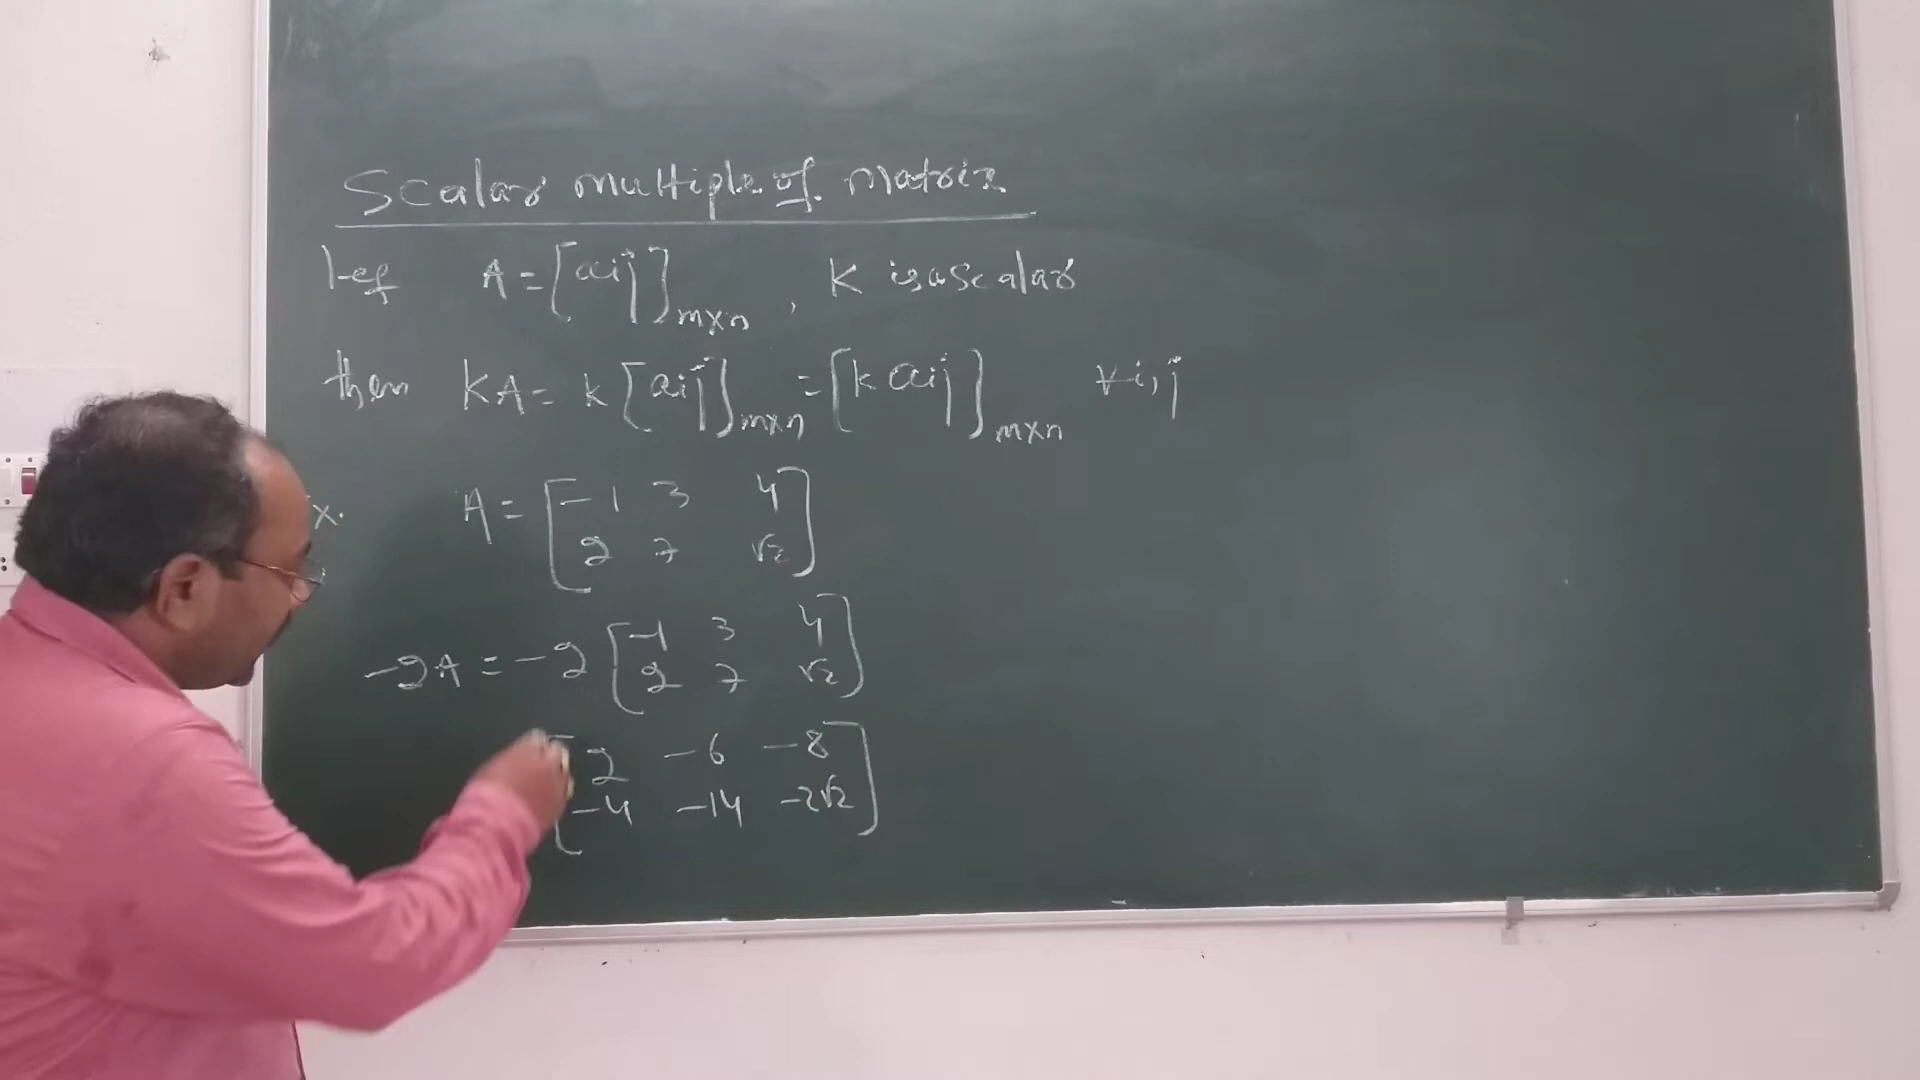 Scalar multiple of matrix
let A = [aij]m×n , K is a scalar
then KA = k [aij]m×n = [k aij]m×n ∀ i, j
x. A = [-1 3 4
2 7 √2]
-2A = -2 [-1 3 4
2 7 √2]
[2 -6 -8
-4 -14 -2√2]